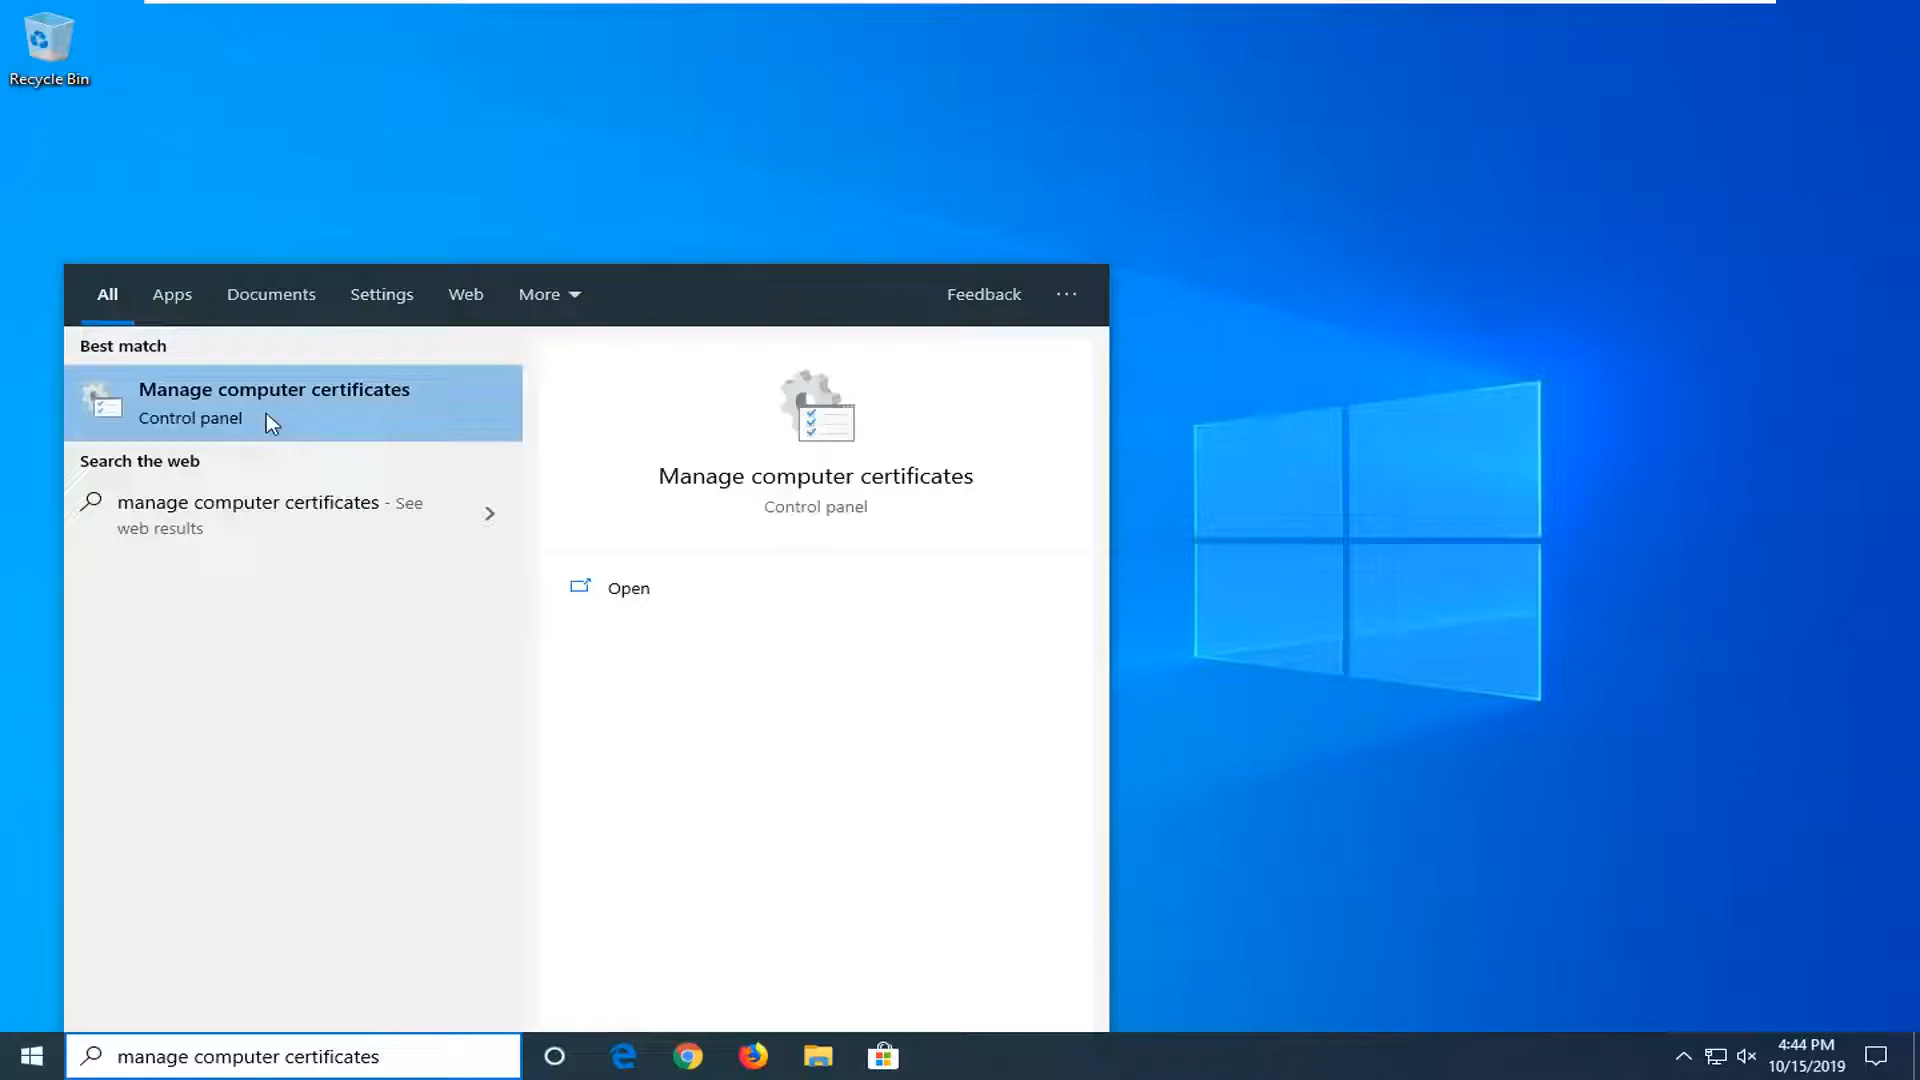 Recycle Bin
All Apps Documents Settings Web More Feedback ...
Best match
Manage computer certificates
Control panel
Search the web
manage computer certificates - See
web results
Manage computer certificates
Control panel
Open
manage computer certificates
4:44 PM
10/15/2019